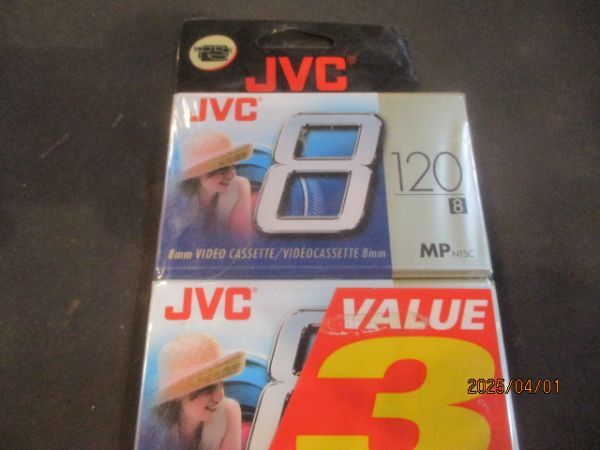 JVC®
JVC®
8
120
8
8mm VIDEO CASSETTE/VIDÉOCASSETTE 8mm
MP NTSC
JVC®
VALUE
3
2025/04/01